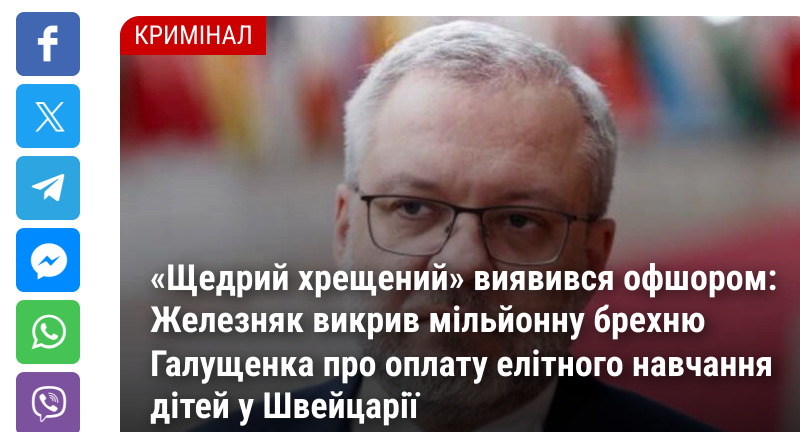 КРИМІНАЛ
«Щедрий хрещений» виявився офшором:
Железняк викрив мільйонну брехню
Галущенка про оплату елітного навчання
дітей у Швейцарії